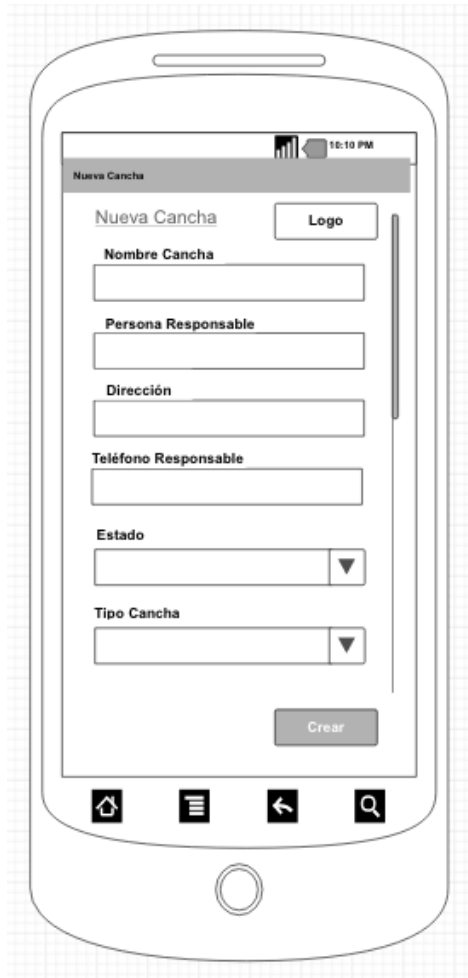 10:10 PM
Nueva Cancha
Nueva Cancha
Logo
Nombre Cancha
Persona Responsable
Dirección
Teléfono Responsable
Estado
Tipo Cancha
Crear